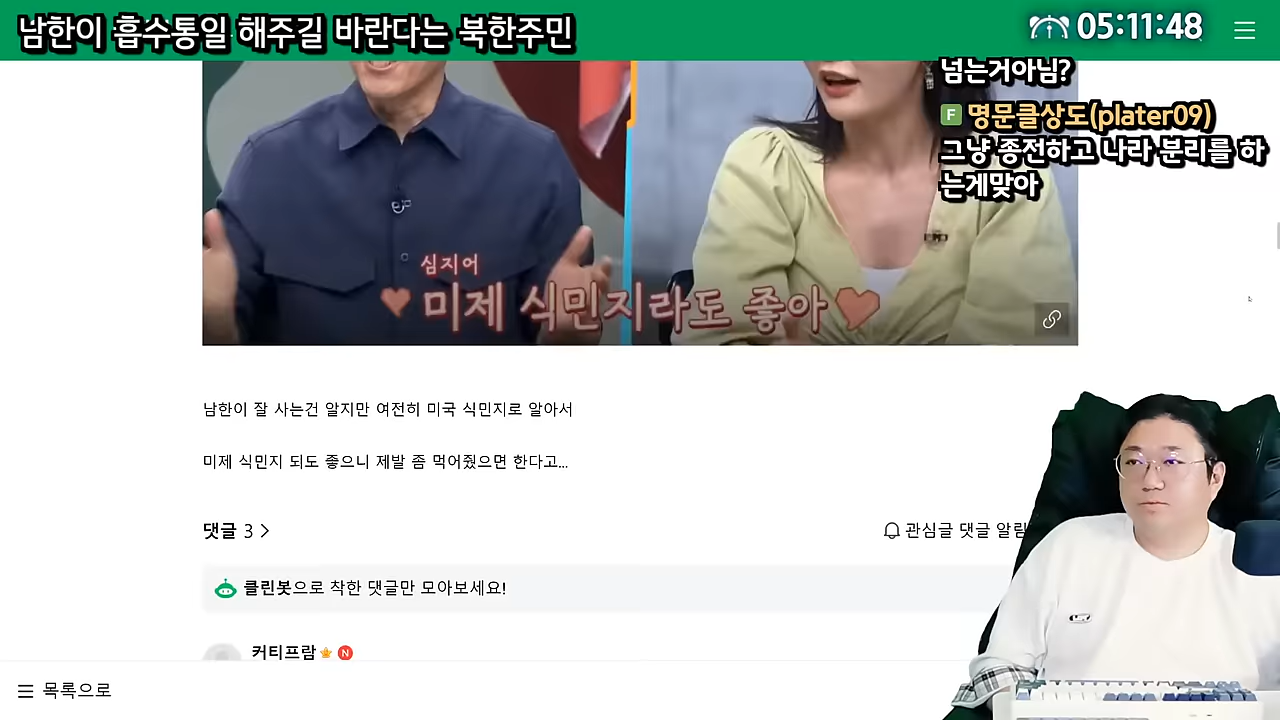 남한이 흡수통일 해주길 바란다는 북한주민
05:11:48
넘는거아님?
F 명문클상도(plater09)
그냥 종전하고 나라 분리를 하
는게맞아
심지어
미제 식민지라도 좋아
남한이 잘 사는건 알지만 여전히 미국 식민지로 알아서
미제 식민지 되도 좋으니 제발 좀 먹어줬으면 한다고...
댓글 3
관심글 댓글 알림
클린봇으로 착한 댓글만 모아보세요!
커티프람 N
목록으로